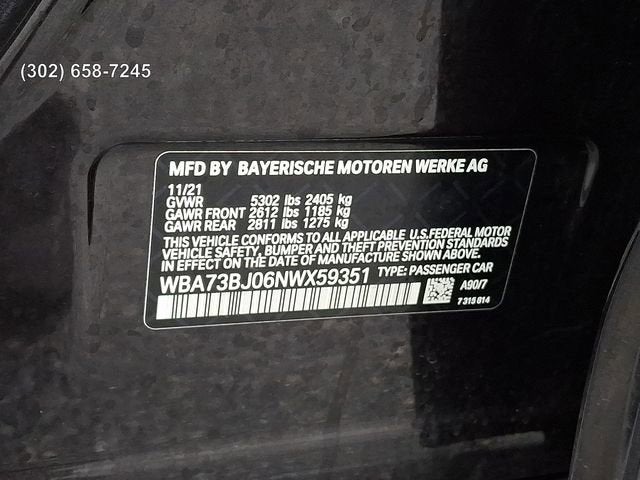 (302) 658-7245
MFD BY BAYERISCHE MOTOREN WERKE AG
11/21
GVWR 5302 lbs 2405 kg
GAWR FRONT 2612 lbs 1185 kg
GAWR REAR 2811 lbs 1275 kg
THIS VEHICLE CONFORMS TO ALL APPLICABLE U.S.FEDERAL MOTOR
VEHICLE SAFETY, BUMPER AND THEFT PREVENTION STANDARDS
IN EFFECT ON THE DATE OF MANUFACTURE SHOWN ABOVE.
WBA73BJ06NWX59351 TYPE: PASSENGER CAR
A90/7
7315614